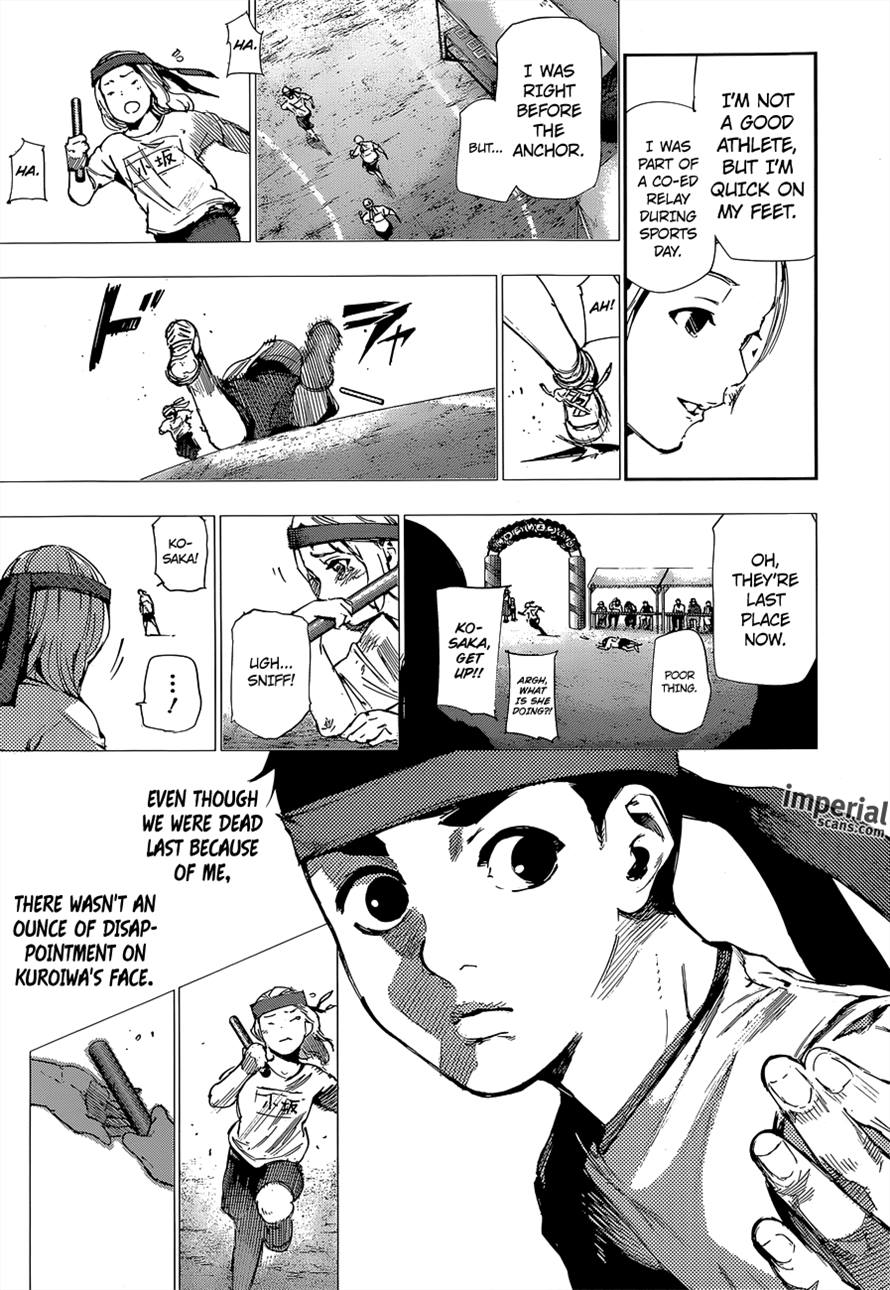 I'M NOT
A GOOD
ATHLETE,
BUT I'M
QUICK ON
MY FEET.
I WAS
PART OF
A CO-ED
RELAY
DURING
SPORTS
DAY.
I WAS
RIGHT
BEFORE
THE
ANCHOR.
BUT...
HA.
HA.
小坂
AH!
ドラァ
OH,
THEY'RE
LAST
PLACE
NOW.
POOR
THING.
KO-
SAKA,
GET
UP!!
ARGH,
WHAT
IS SHE
DOING?!
UGH...
SNIFF!
KO-
SAKA!
...!
EVEN THOUGH
WE WERE DEAD
LAST BECAUSE
OF ME,
THERE WASN'T AN
OUNCE OF DISAP-
POINTMENT ON
KUROIWA'S FACE.
小坂
imperial
scans.com